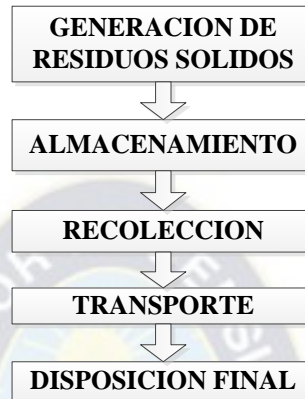 GENERACION DE
RESIDUOS SOLIDOS
ALMACENAMIENTO
RECOLECCION
TRANSPORTE
DISPOSICION FINAL